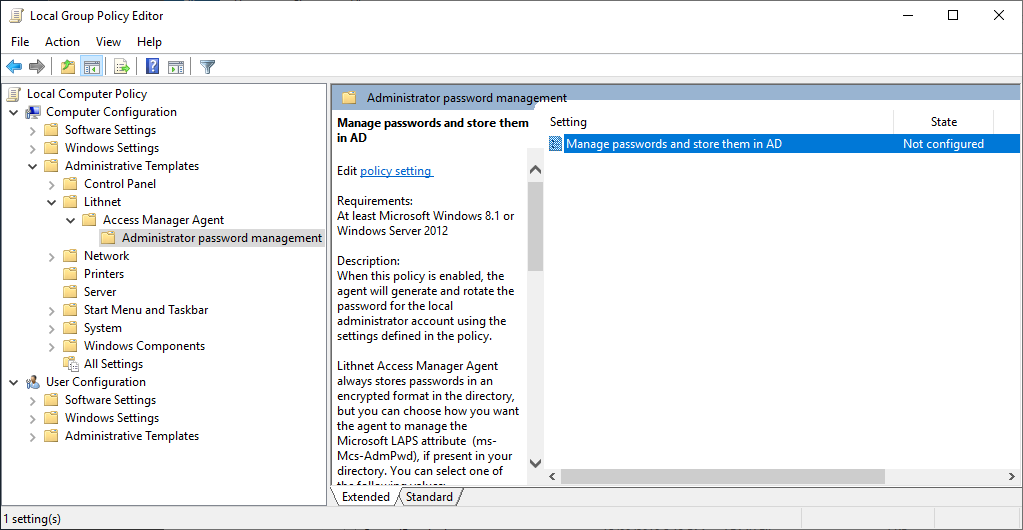 Local Group Policy Editor
File Action View Help
Local Computer Policy
Computer Configuration
Software Settings
Windows Settings
Administrative Templates
Control Panel
Lithnet
Access Manager Agent
Administrator password management
Network
Printers
Server
Start Menu and Taskbar
System
Windows Components
All Settings
User Configuration
Software Settings
Windows Settings
Administrative Templates
Administrator password management
Manage passwords and store them
in AD
Edit policy setting
Requirements:
At least Microsoft Windows 8.1 or
Windows Server 2012
Description:
When this policy is enabled, the
agent will generate and rotate the
password for the local
administrator account using the
settings defined in the policy.
Lithnet Access Manager Agent
always stores passwords in an
encrypted format in the directory,
but you can choose how you want
the agent to manage the
Microsoft LAPS attribute (ms-
Mcs-AdmPwd), if present in your
directory. You can select one of
the following values:
Setting State
Manage passwords and store them in AD Not configured
Extended Standard
1 setting(s)